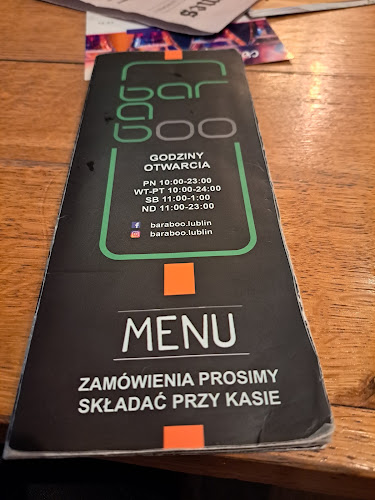 bar
aboo
GODZINY
OTWARCIA
PN 10:00-23:00
WT-PT 10:00-24:00
SB 11:00-1:00
ND 11:00-23:00
baraboo.lublin
baraboo.lublin
MENU
ZAMÓWIENIA PROSIMY
SKŁADAĆ PRZY KASIE